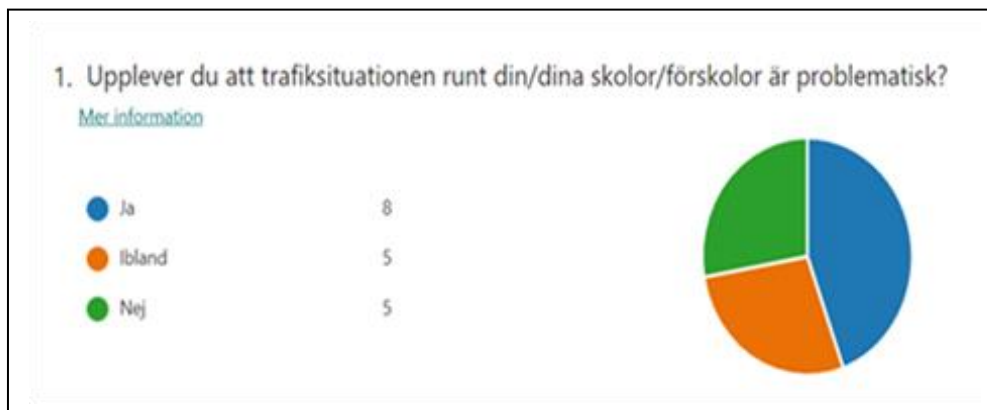 1. Upplever du att trafiksituationen runt din/dina skolor/förskolor är problematisk?
Mer information
Ja 8
Ibland 5
Nej 5